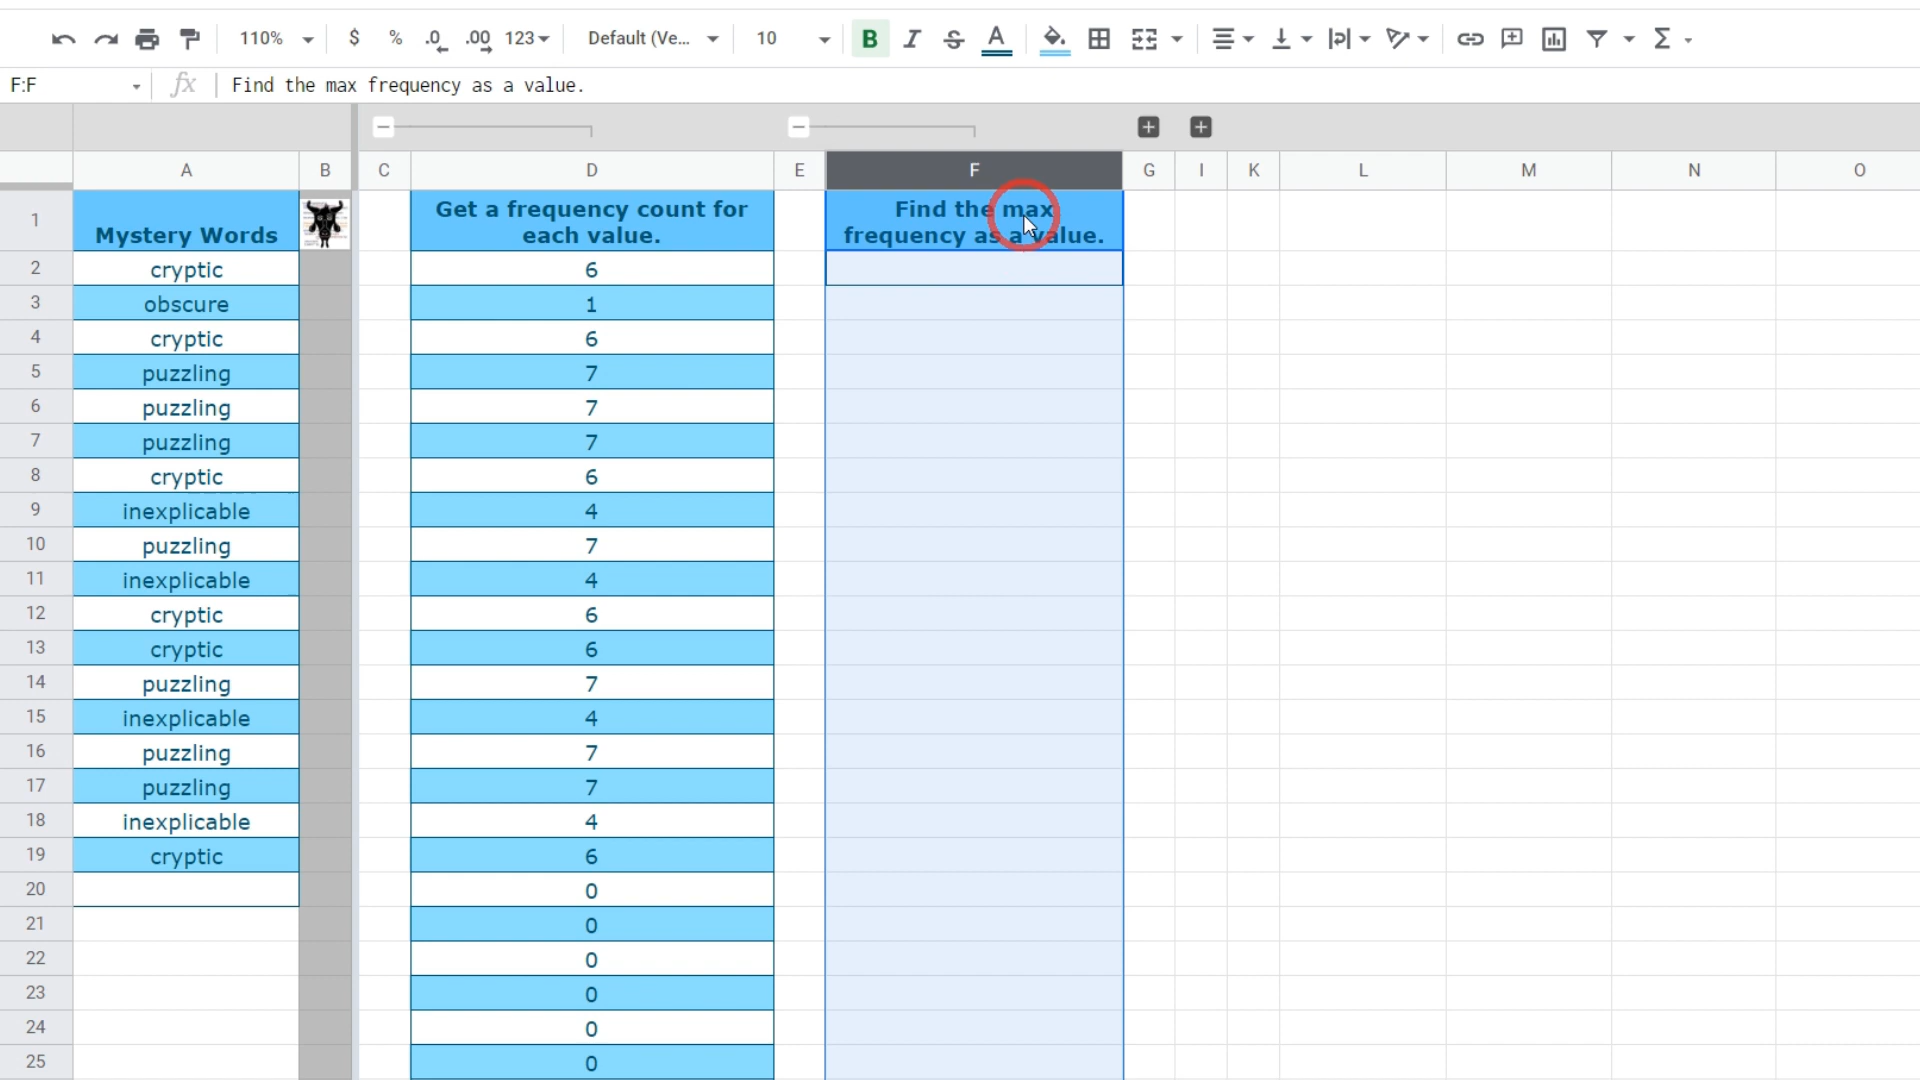 110% $ % .0 .00 123 Default (Ve... 10 B I S A Σ
F:F fx Find the max frequency as a value.
A B C D E F G I K L M N O
1 Mystery Words Get a frequency count for each value. Find the max frequency as a value.
2 cryptic 6
3 obscure 1
4 cryptic 6
5 puzzling 7
6 puzzling 7
7 puzzling 7
8 cryptic 6
9 inexplicable 4
10 puzzling 7
11 inexplicable 4
12 cryptic 6
13 cryptic 6
14 puzzling 7
15 inexplicable 4
16 puzzling 7
17 puzzling 7
18 inexplicable 4
19 cryptic 6
20 0
21 0
22 0
23 0
24 0
25 0